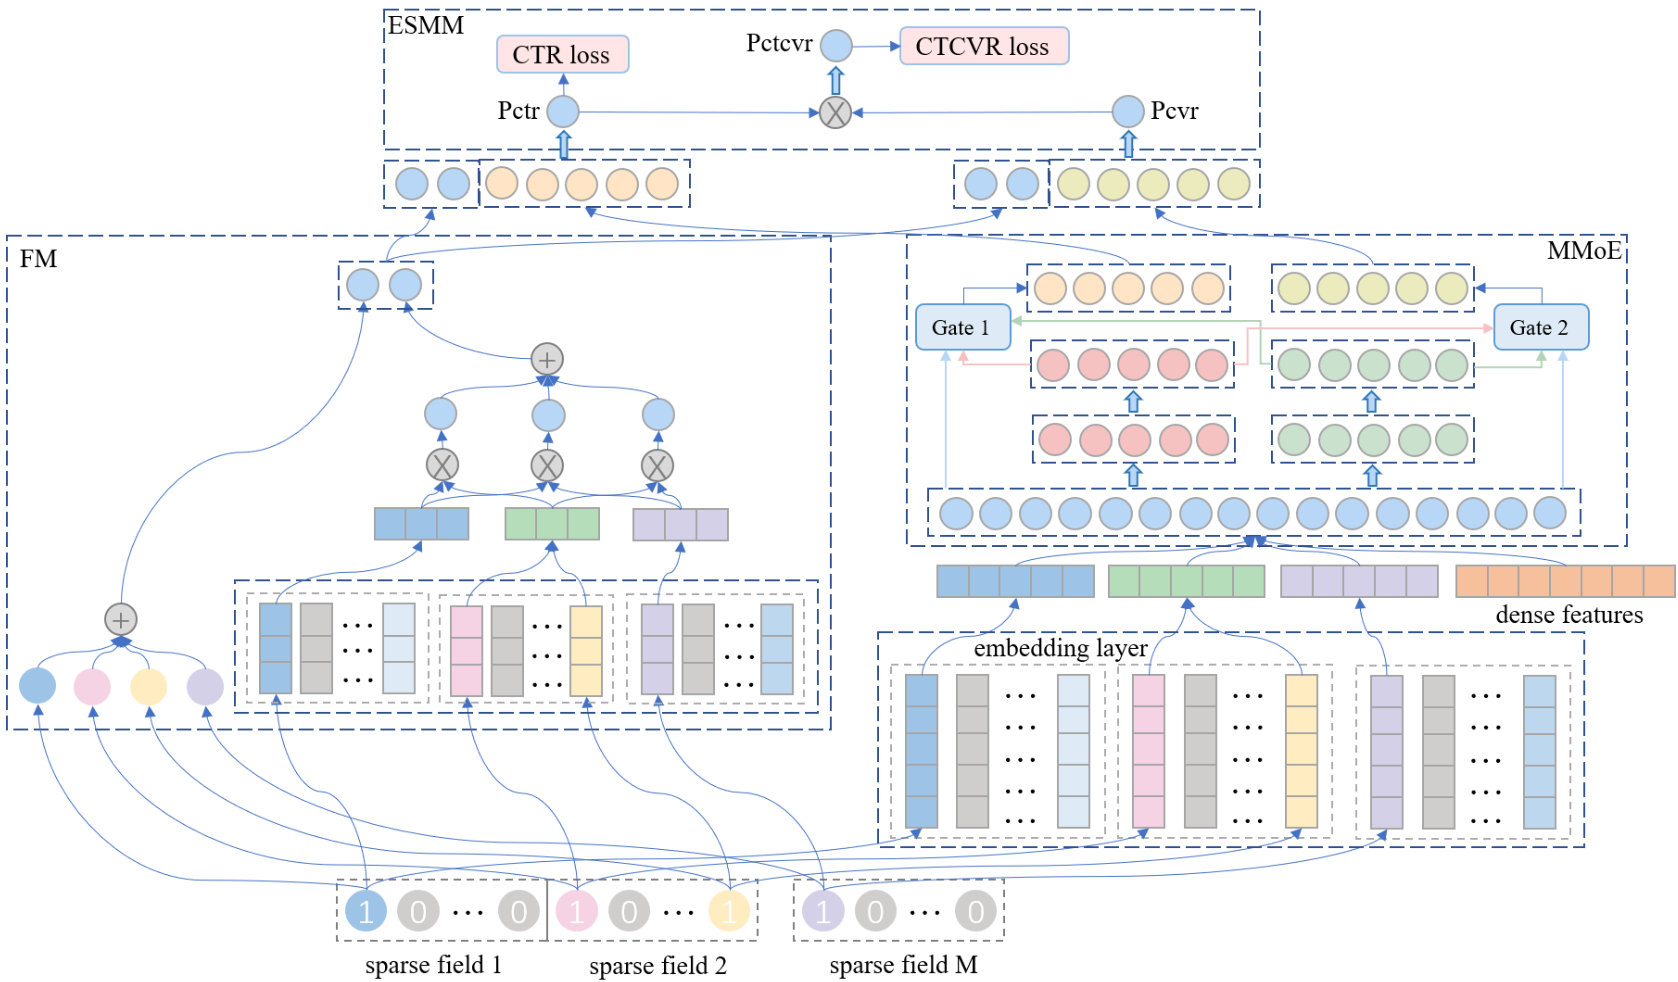 ESMM
CTR loss
Pctcvr
CTCVR loss
Pctr
X
Pcvr
FM
MMoE
Gate 1
Gate 2
+
X X X
+
dense features
embedding layer
... ... ...
... ... ...
... ... ...
... ... ...
... ... ...
... ... ...
... ... ...
... ... ...
1 0 ... 0 1 0 ... 1 1 0 ... 0
sparse field 1
sparse field 2
sparse field M